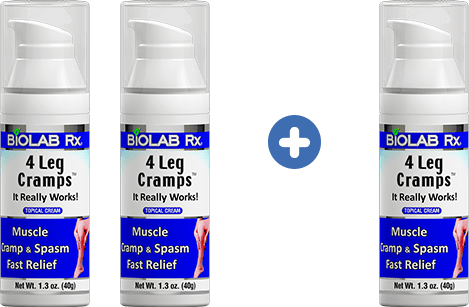 BIOLAB Rx
4 Leg
Cramps™
It Really Works!
TOPICAL CREAM
Muscle
Cramp & Spasm
Fast Relief
Net Wt. 1.3 oz. (40g)
BIOLAB Rx
4 Leg
Cramps™
It Really Works!
TOPICAL CREAM
Muscle
Cramp & Spasm
Fast Relief
Net Wt. 1.3 oz. (40g)
+
BIOLAB Rx
4 Leg
Cramps™
It Really Works!
TOPICAL CREAM
Muscle
Cramp & Spasm
Fast Relief
Net Wt. 1.3 oz. (40g)